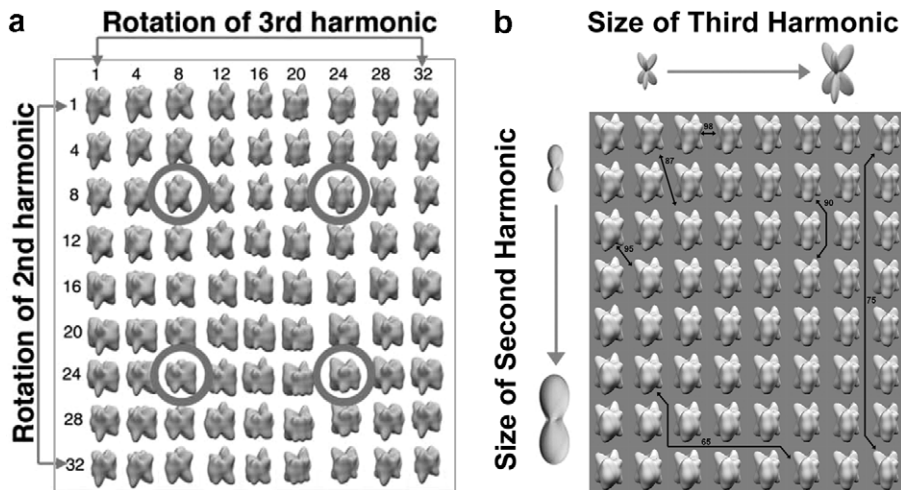 a
Rotation of 3rd harmonic
1 4 8 12 16 20 24 28 32
Rotation of 2nd harmonic
1
4
8
12
16
20
24
28
32
b
Size of Third Harmonic
Size of Second Harmonic
98
87
90
95
75
65